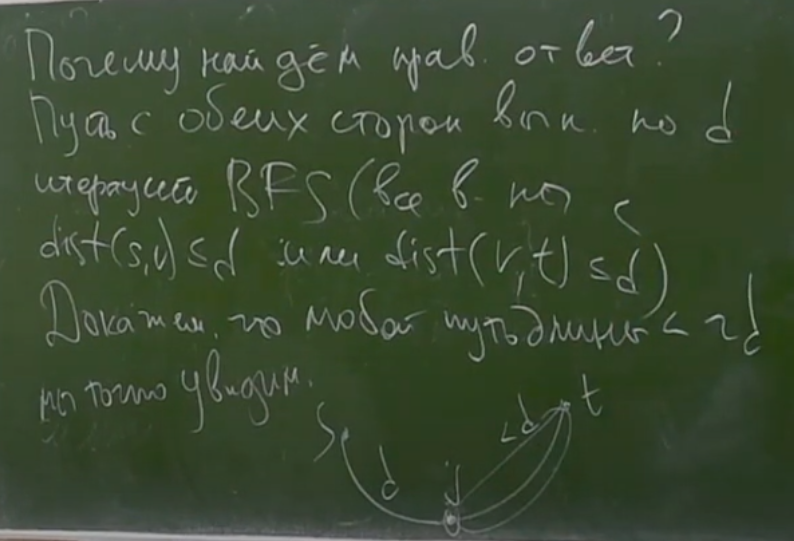 Почему найдём прав. ответ?
Пусть с обеих сторон вып. по d
итераций BFS (все в. на <
dist(s,v) ≤ d или dist(v,t) ≤ d)
Докажем, что любой путь длины < 2d
мы точно увидим.
<d t
S
d v